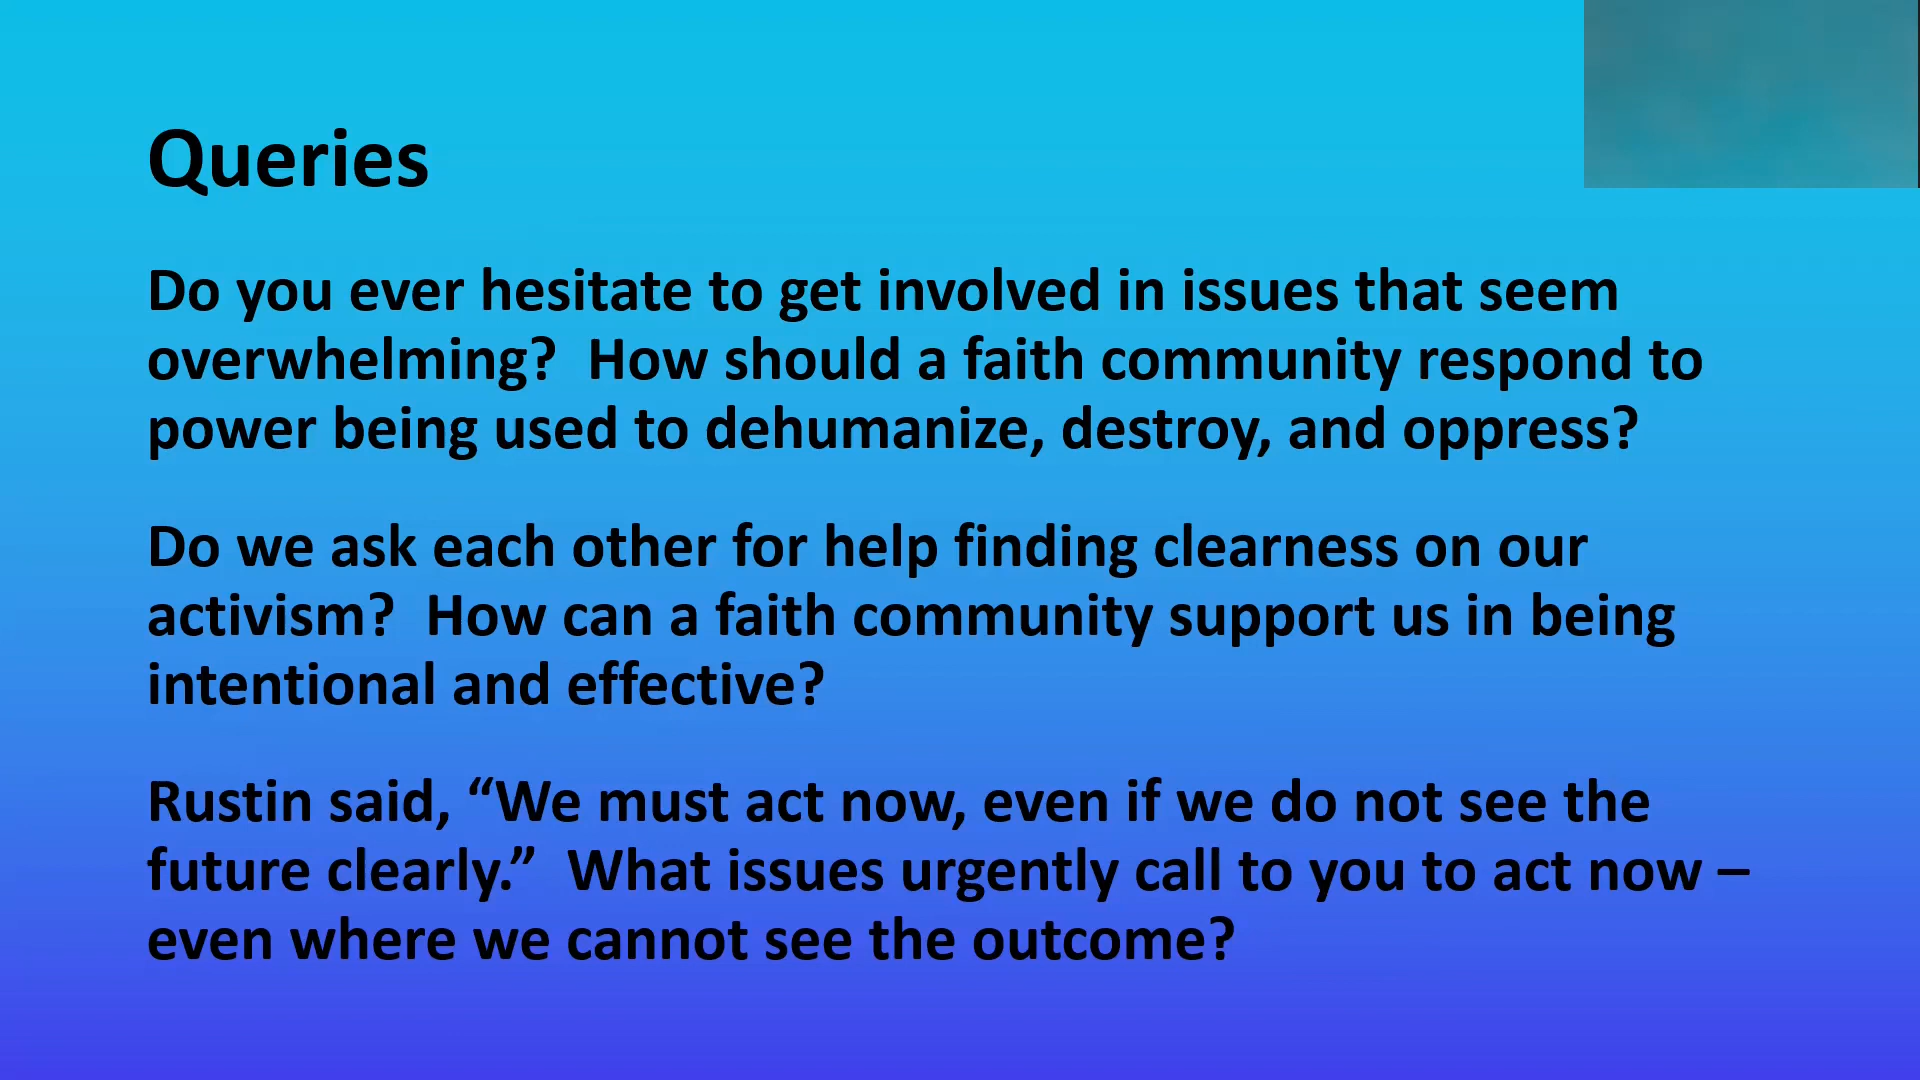 Queries
Do you ever hesitate to get involved in issues that seem
overwhelming?  How should a faith community respond to
power being used to dehumanize, destroy, and oppress?
Do we ask each other for help finding clearness on our
activism?  How can a faith community support us in being
intentional and effective?
Rustin said, “We must act now, even if we do not see the
future clearly.”  What issues urgently call to you to act now –
even where we cannot see the outcome?